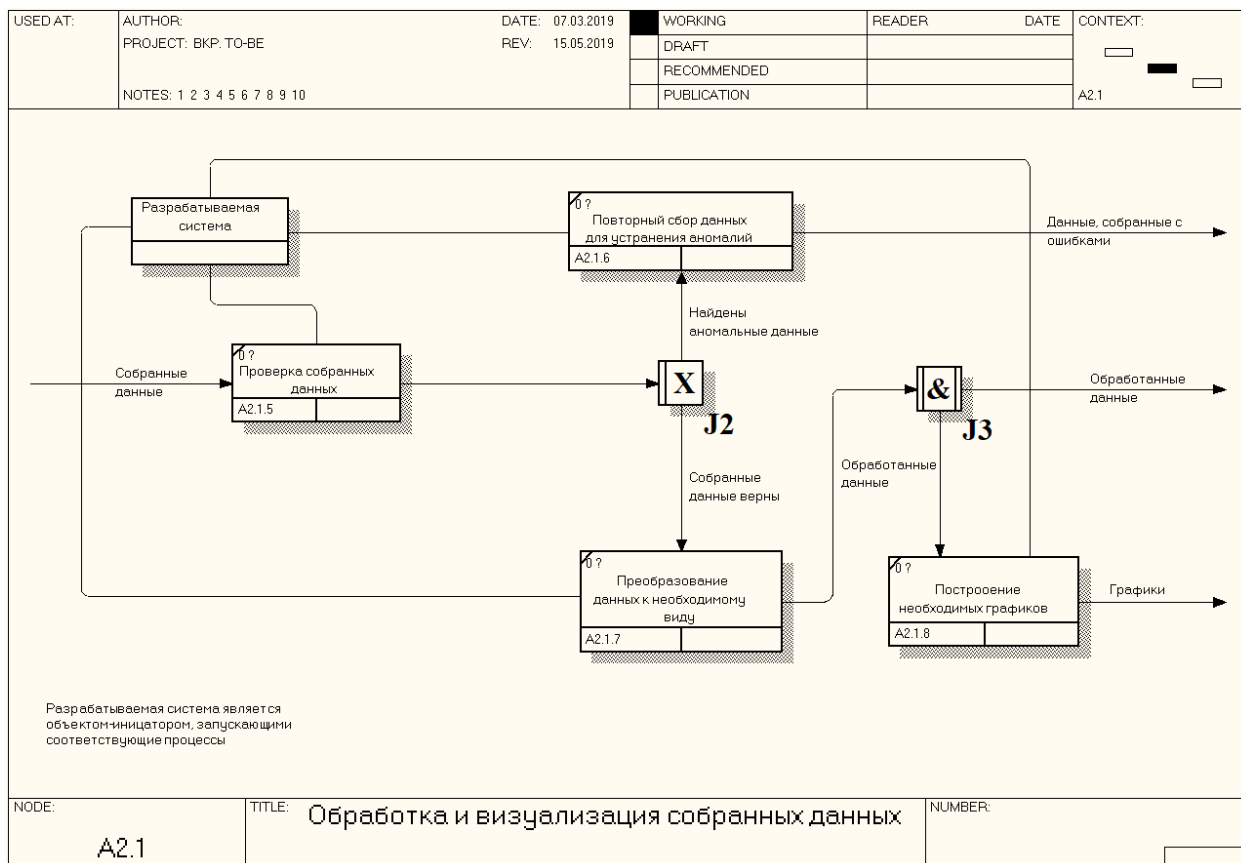 USED AT:
AUTHOR:
DATE: 07.03.2019
PROJECT: ВКР. TO-BE
REV: 15.05.2019
NOTES: 1 2 3 4 5 6 7 8 9 10
WORKING
DRAFT
RECOMMENDED
PUBLICATION
READER
DATE
CONTEXT:
A2.1
Разрабатываемая
система
0 ?
Повторный сбор данных
для устранения аномалий
A2.1.6
Данные, собранные с
ошибками
Найдены
аномальные данные
Собранные
данные
0 ?
Проверка собранных
данных
A2.1.5
X
J2
&
J3
Обработанные
данные
Собранные
данные верны
Обработанные
данные
0 ?
Преобразование
данных к необходимому
виду
A2.1.7
0 ?
Построение
необходимых графиков
A2.1.8
Графики
Разрабатываемая система является
объектом-иницатором, запускающими
соответствующие процессы
NODE:
A2.1
TITLE:
Обработка и визуализация собранных данных
NUMBER: